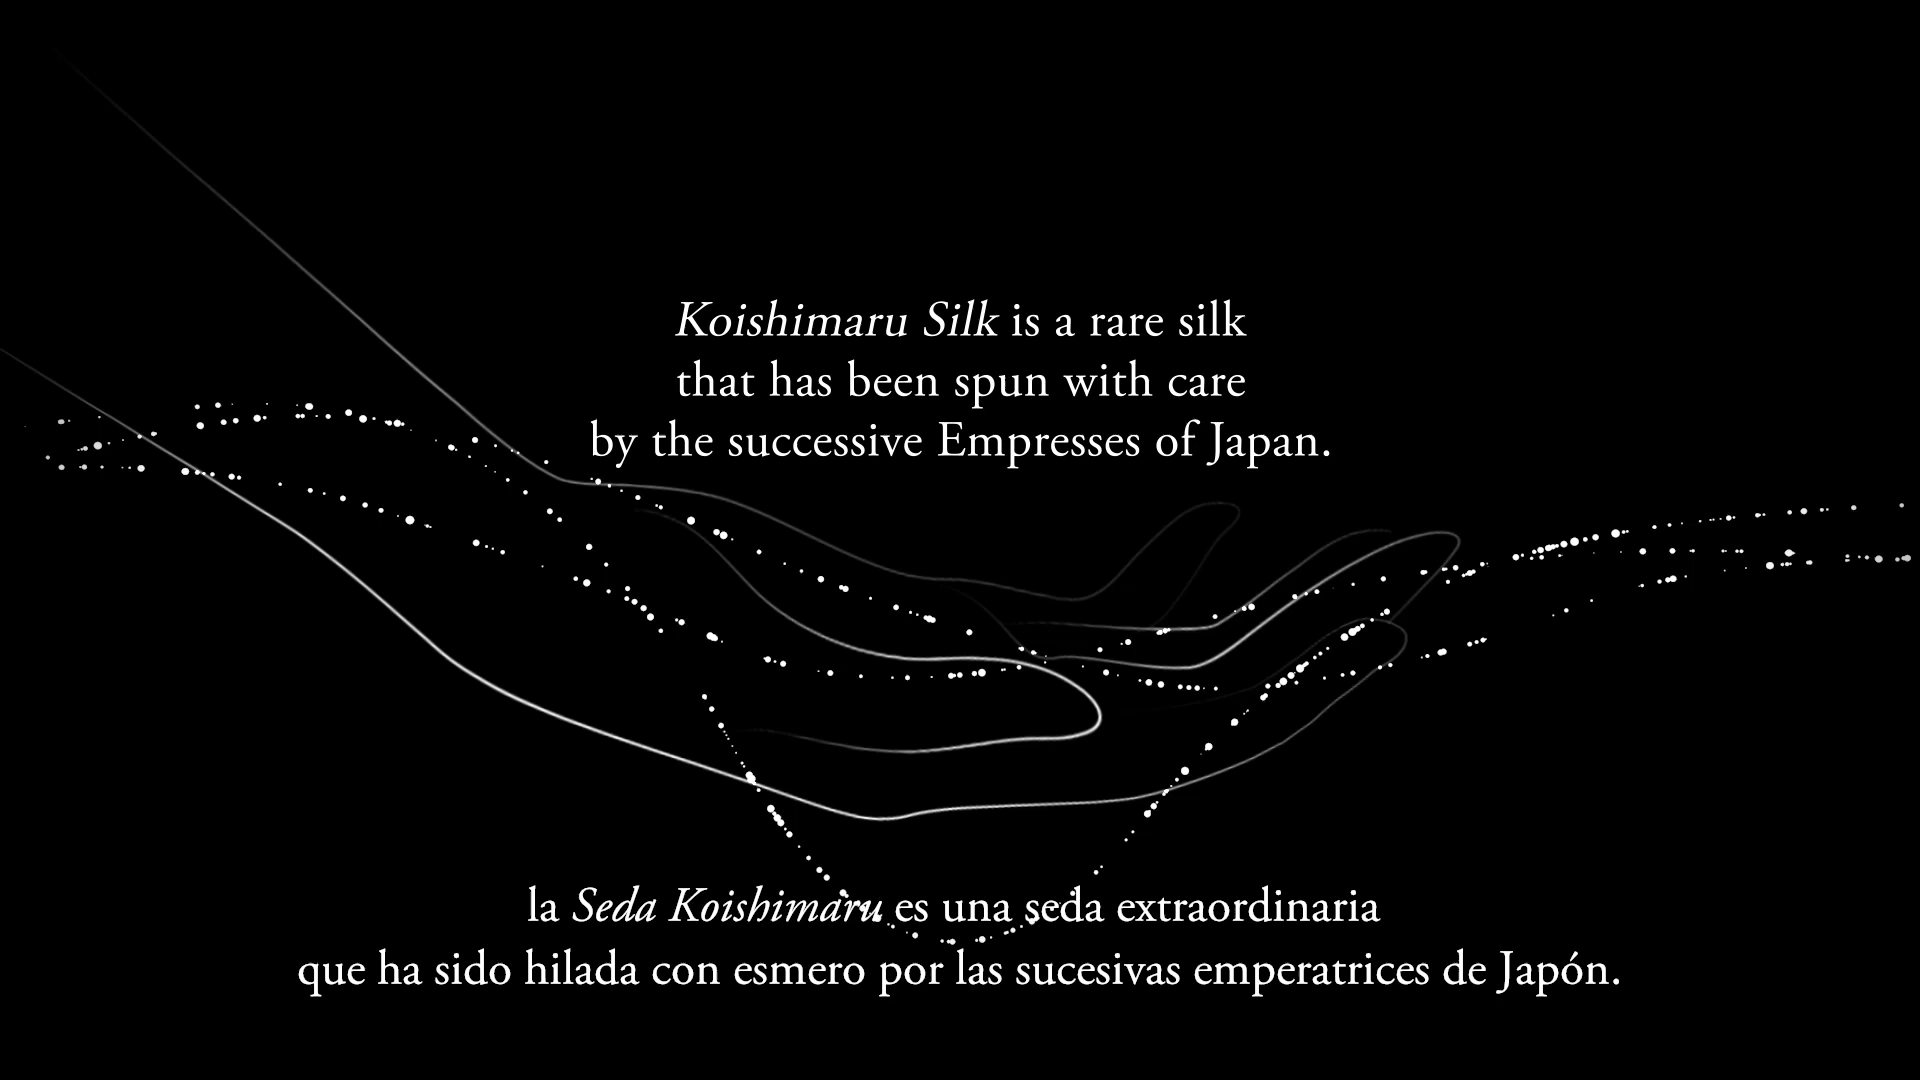 Koishimaru Silk is a rare silk
that has been spun with care
by the successive Empresses of Japan.
la Seda Koishimaru es una seda extraordinaria
que ha sido hilada con esmero por las sucesivas emperatrices de Japón.